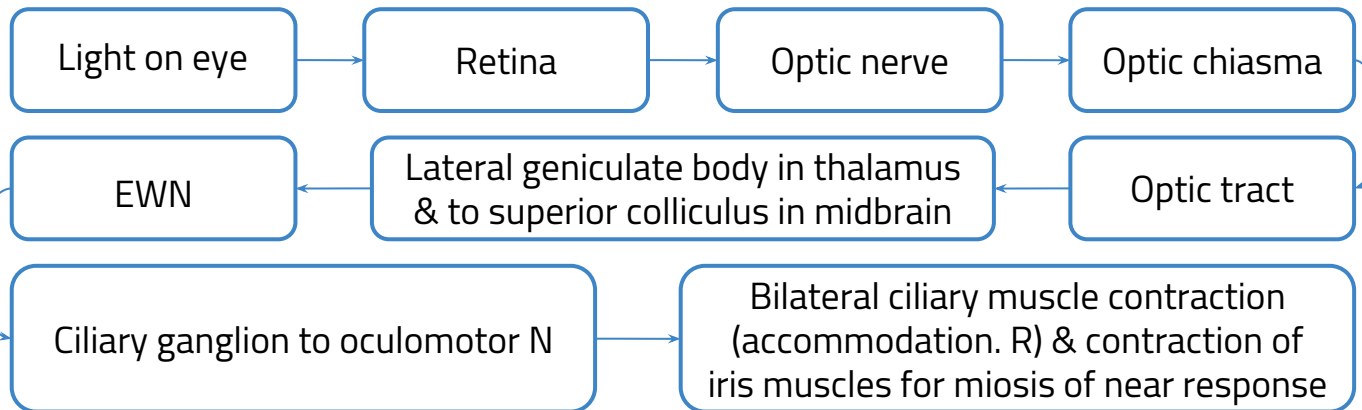 Light on eye
Retina
Optic nerve
Optic chiasma
Optic tract
Lateral geniculate body in thalamus
& to superior colliculus in midbrain
EWN
Ciliary ganglion to oculomotor N
Bilateral ciliary muscle contraction
(accommodation. R) & contraction of
iris muscles for miosis of near response